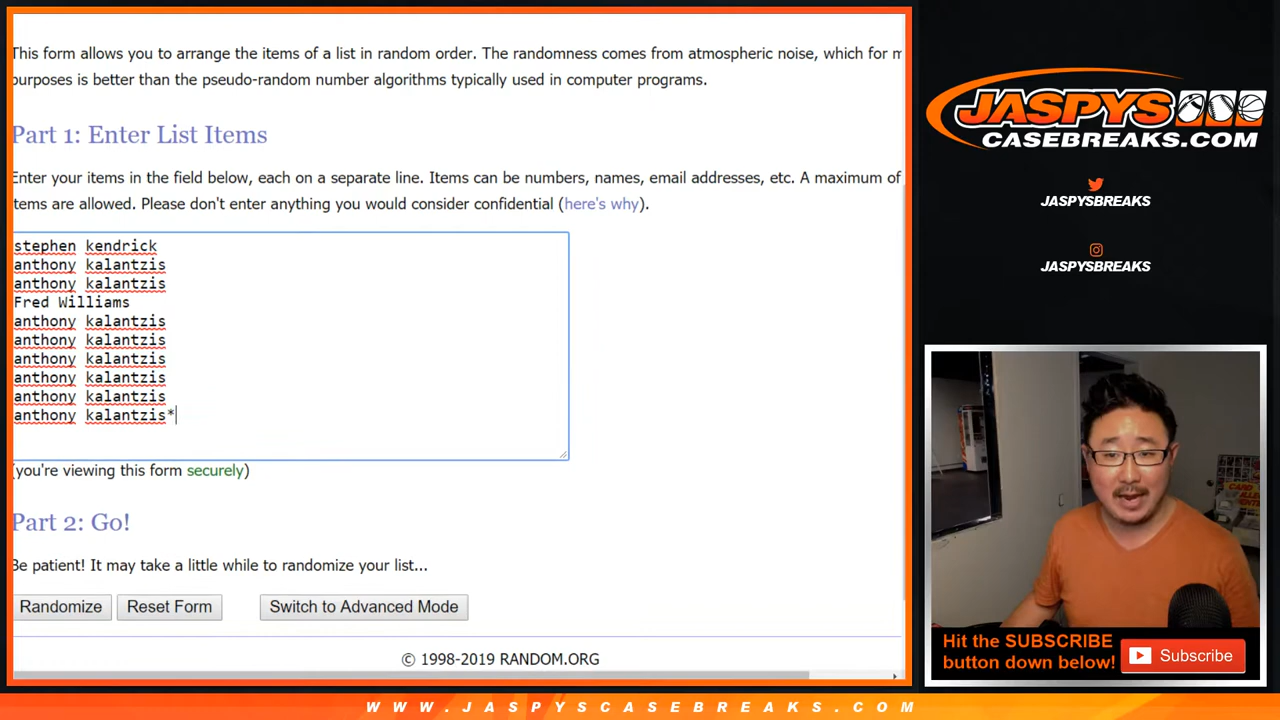 This form allows you to arrange the items of a list in random order. The randomness comes from atmospheric noise, which for m
purposes is better than the pseudo-random number algorithms typically used in computer programs.
Part 1: Enter List Items
Enter your items in the field below, each on a separate line. Items can be numbers, names, email addresses, etc. A maximum of
tems are allowed. Please don't enter anything you would consider confidential (here's why).
stephen kendrick
anthony kalantzis
anthony kalantzis
Fred Williams
anthony kalantzis
anthony kalantzis
anthony kalantzis
anthony kalantzis
anthony kalantzis
anthony kalantzis*
(you're viewing this form securely)
Part 2: Go!
Be patient! It may take a little while to randomize your list...
Randomize Reset Form Switch to Advanced Mode
© 1998-2019 RANDOM.ORG
JASPYS
CASEBREAKS.COM
JASPYSBREAKS
JASPYSBREAKS
Hit the SUBSCRIBE
button down below!
Subscribe
WWW.JASPYSCASEBREAKS.COM